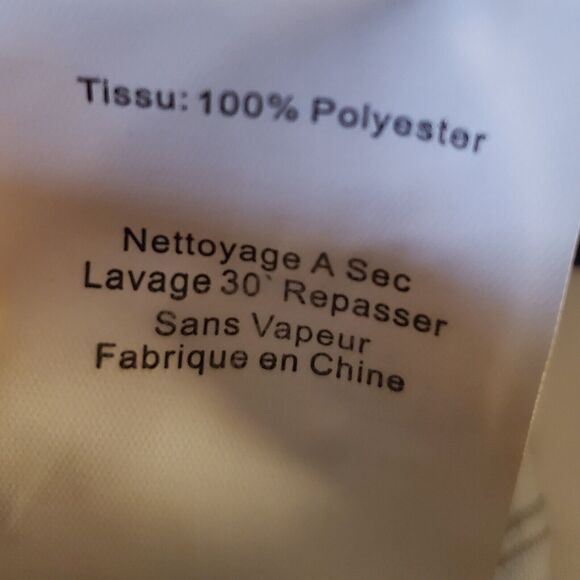 Tissu: 100% Polyester
Nettoyage A Sec
Lavage 30` Repasser
Sans Vapeur
Fabrique en Chine